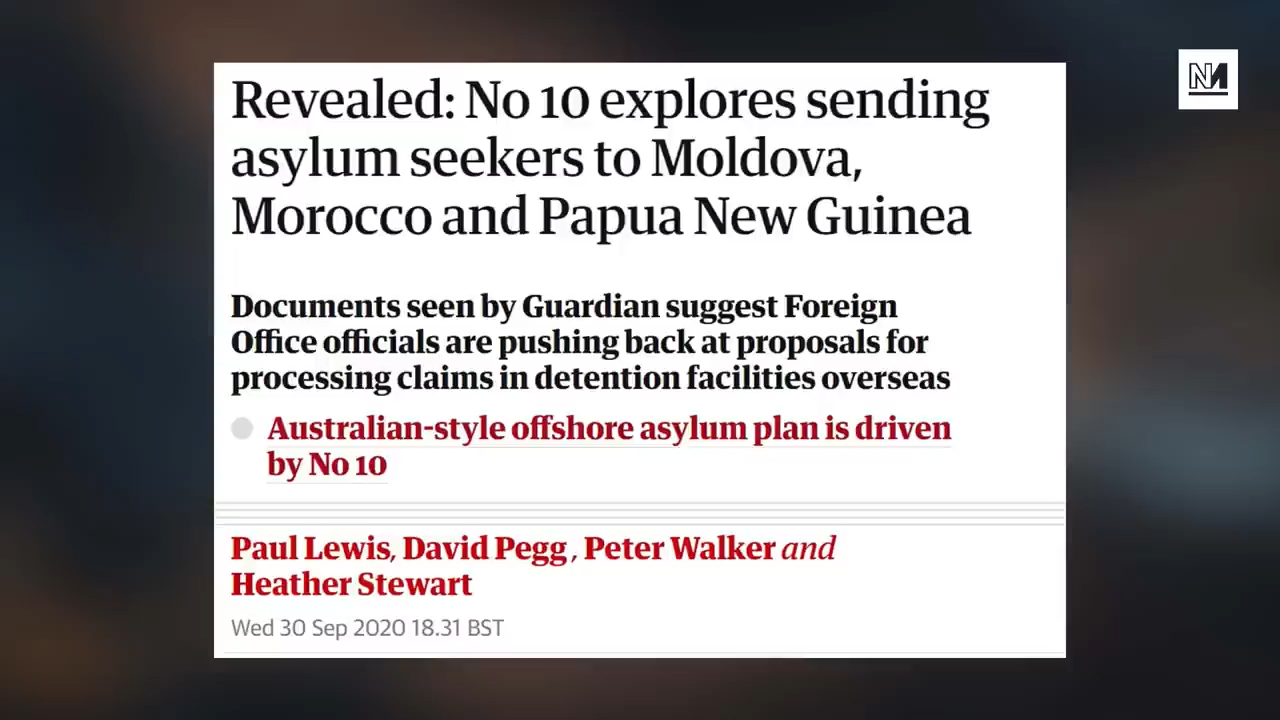 NM
Revealed: No 10 explores sending
asylum seekers to Moldova,
Morocco and Papua New Guinea
Documents seen by Guardian suggest Foreign
Office officials are pushing back at proposals for
processing claims in detention facilities overseas
Australian-style offshore asylum plan is driven
by No 10
Paul Lewis, David Pegg , Peter Walker and
Heather Stewart
Wed 30 Sep 2020 18.31 BST